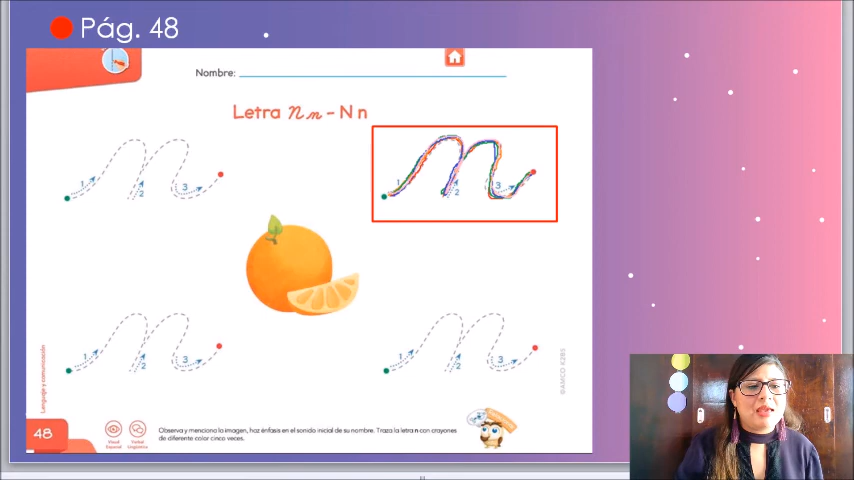 Pág. 48
Nombre:
Letra N n - N n
1
2
3
1
2
3
1
2
3
1
2
3
Lenguaje y comunicación
©AMCO K2B5
48
Visual Espacial
Verbal Lingüístico
Observa y menciona la imagen, haz énfasis en el sonido inicial de su nombre. Traza la letra n con crayones
de diferente color cinco veces.